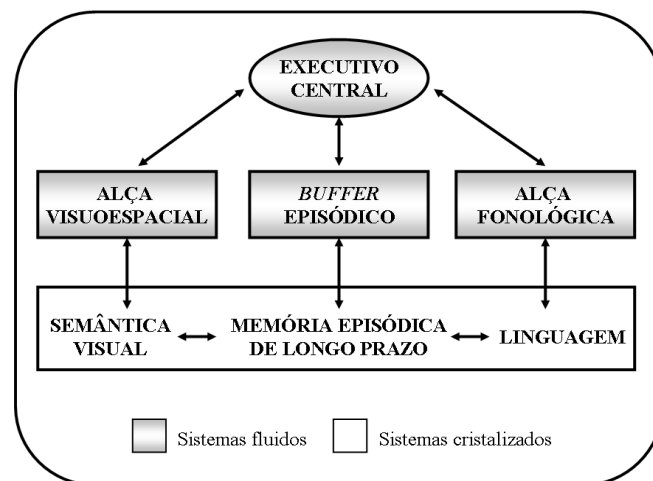 EXECUTIVO
CENTRAL
ALÇA
VISUOESPACIAL
BUFFER
EPISÓDICO
ALÇA
FONOLÓGICA
SEMÂNTICA
VISUAL
MEMÓRIA EPISÓDICA
DE LONGO PRAZO
LINGUAGEM
Sistemas fluidos
Sistemas cristalizados